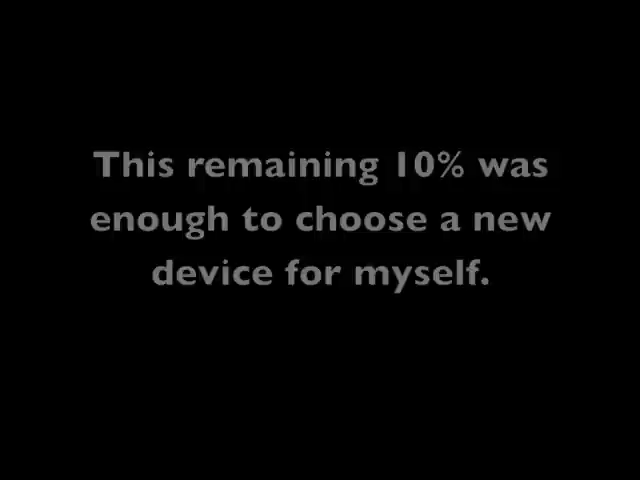 This remaining 10% was
enough to choose a new
device for myself.